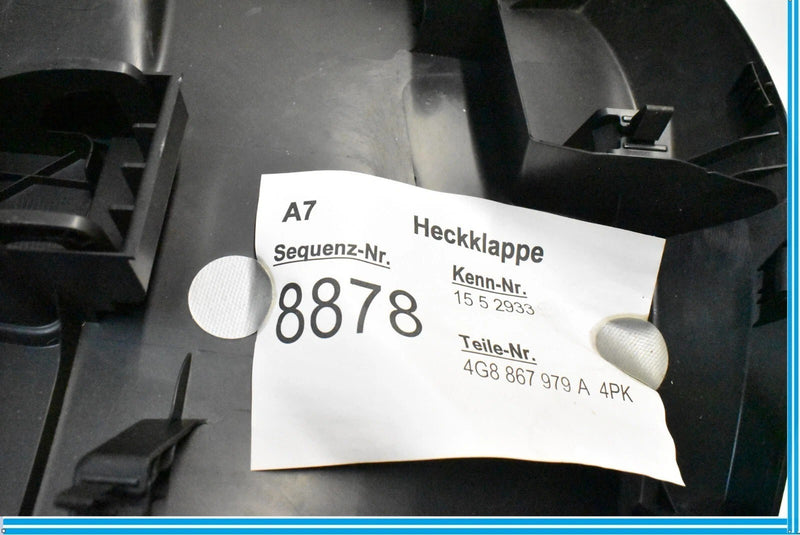 A7
Heckklappe
Sequenz-Nr.
8878
Kenn-Nr.
15 5 2933
Teile-Nr.
4G8 867 979 A 4PK